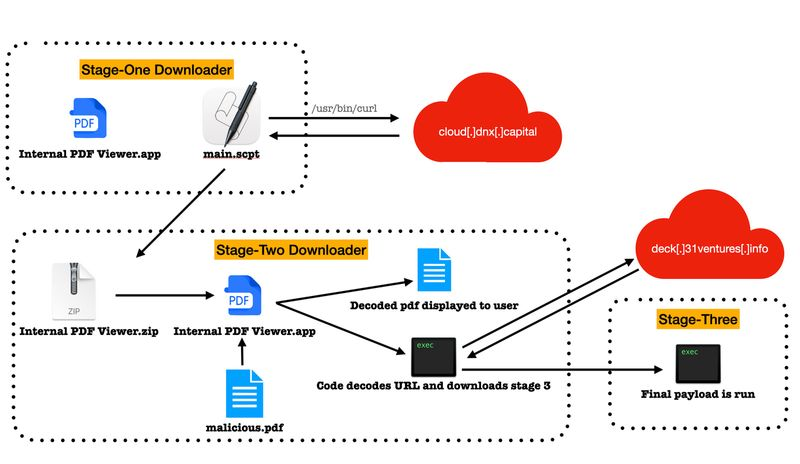 Stage-One Downloader
PDF
Internal PDF Viewer.app
main.scpt
/usr/bin/curl
cloud[.]dnx[.]capital
deck[.]31ventures[.]info
Stage-Two Downloader
ZIP
Internal PDF Viewer.zip
PDF
Internal PDF Viewer.app
Decoded pdf displayed to user
exec
Code decodes URL and downloads stage 3
malicious.pdf
Stage-Three
exec
Final payload is run